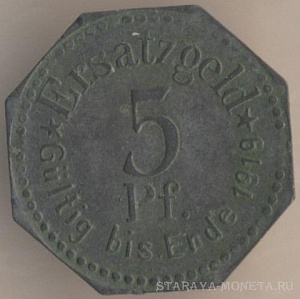 ★ Ersatzgeld ★
5
Pf.
Gültig bis Ende 1919
STARAYA-MONETA.RU